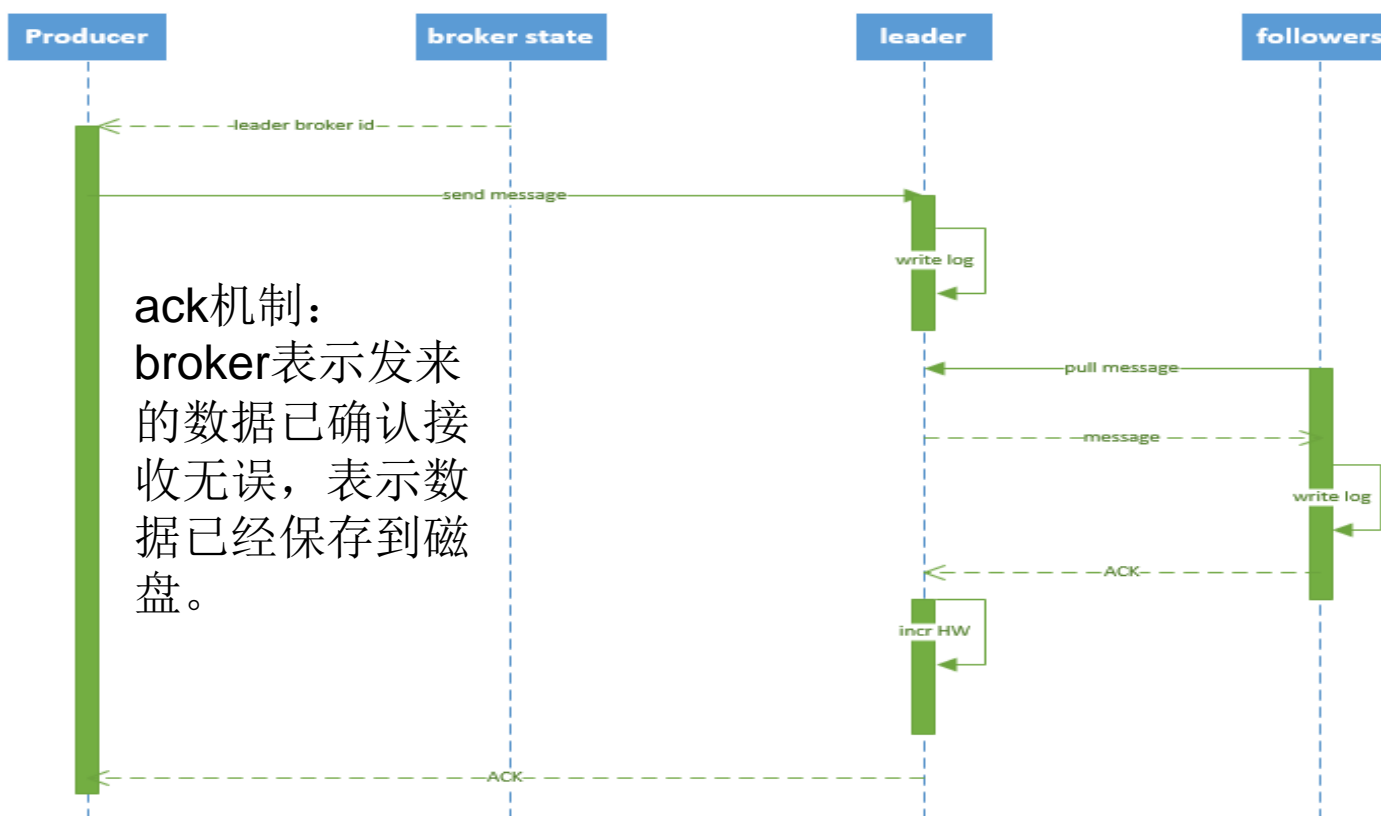 Producer
broker state
leader
followers
leader broker id
send message
write log
ack机制：
broker表示发来
的数据已确认接
收无误，表示数
据已经保存到磁
盘。
pull message
message
write log
ACK
incr HW
ACK